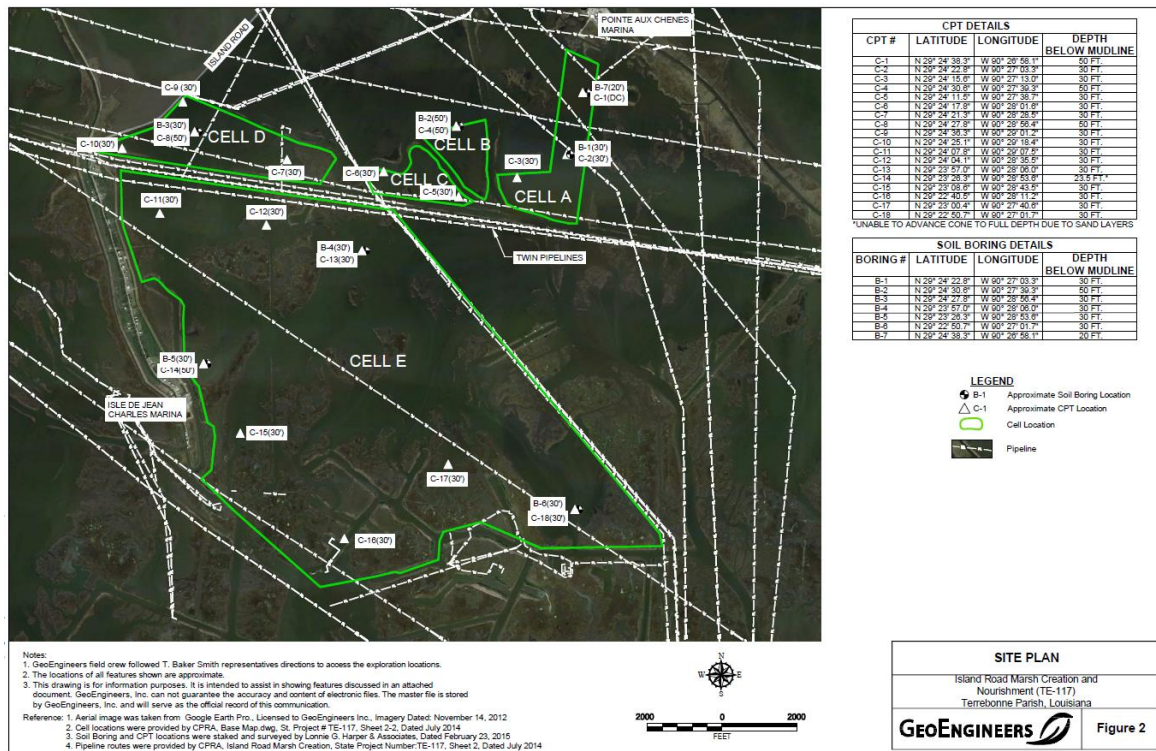 POINTE AUX CHENES
MARINA
ISLAND ROAD
C-9 (30')
B-7(20')
C-1(DC)
B-3(30')
C-8(50')
CELL D
B-2(50')
C-4(50')
CELL B
C-10(30')
C-7(30')
C-6(30')
CELL C
C-5(30')
C-3(30')
B-1(30')
C-2(30')
CELL A
C-11(30')
C-12(30')
B-4(30')
C-13(30')
TWIN PIPELINES
CELL E
B-5(30')
C-14(50')
ISLE DE JEAN
CHARLES MARINA
C-15(30')
C-17(30')
B-6(30')
C-18(30')
C-16(30')
CPT DETAILS
CPT # LATITUDE LONGITUDE DEPTH
BELOW MUDLINE
C-1 N 29° 24' 38.3" W 90° 26' 58.1" 50 FT.
C-2 N 29° 24' 22.8" W 90° 27' 03.3" 30 FT.
C-3 N 29° 24' 15.6" W 90° 27' 13.0" 30 FT.
C-4 N 29° 24' 30.6" W 90° 27' 39.3" 50 FT.
C-5 N 29° 24' 11.5" W 90° 27' 38.7" 30 FT.
C-6 N 29° 24' 17.8" W 90° 28' 01.6" 30 FT.
C-7 N 29° 24' 21.3" W 90° 28' 28.5" 30 FT.
C-8 N 29° 24' 27.8" W 90° 28' 56.4" 50 FT.
C-9 N 29° 24' 36.3" W 90° 29' 01.2" 30 FT.
C-10 N 29° 24' 25.1" W 90° 29' 18.4" 30 FT.
C-11 N 29° 24' 07.8" W 90° 29' 07.5" 30 FT.
C-12 N 29° 24' 04.1" W 90° 28' 35.5" 30 FT.
C-13 N 29° 23' 57.0" W 90° 28' 06.0" 30 FT.
C-14 N 29° 23' 26.3" W 90° 28' 53.6" 23.5 FT.*
C-15 N 29° 23' 08.6" W 90° 28' 43.5" 30 FT.
C-16 N 29° 22' 40.5" W 90° 28' 11.2" 30 FT.
C-17 N 29° 23' 00.4" W 90° 27' 40.6" 30 FT.
C-18 N 29° 22' 50.7" W 90° 27' 01.7" 30 FT.
*UNABLE TO ADVANCE CONE TO FULL DEPTH DUE TO SAND LAYERS
SOIL BORING DETAILS
BORING # LATITUDE LONGITUDE DEPTH
BELOW MUDLINE
B-1 N 29° 24' 22.8" W 90° 27' 03.3" 30 FT.
B-2 N 29° 24' 30.6" W 90° 27' 39.3" 50 FT.
B-3 N 29° 24' 27.8" W 90° 28' 56.4" 30 FT.
B-4 N 29° 23' 57.0" W 90° 28' 06.0" 30 FT.
B-5 N 29° 23' 26.3" W 90° 28' 53.6" 30 FT.
B-6 N 29° 22' 50.7" W 90° 27' 01.7" 30 FT.
B-7 N 29° 24' 38.3" W 90° 26' 58.1" 20 FT.
LEGEND
B-1 Approximate Soil Boring Location
C-1 Approximate CPT Location
Cell Location
Pipeline
Notes:
1. GeoEngineers field crew followed T. Baker Smith representatives directions to access the exploration locations.
2. The locations of all features shown are approximate.
3. This drawing is for information purposes. It is intended to assist in showing features discussed in an attached
document. GeoEngineers, Inc. can not guarantee the accuracy and content of electronic files. The master file is stored
by GeoEngineers, Inc. and will serve as the official record of this communication.
Reference: 1. Aerial image was taken from Google Earth Pro., Licensed to GeoEngineers Inc., Imagery Dated: November 14, 2012
2. Cell locations were provided by CPRA, Base Map.dwg, St. Project # TE-117, Sheet 2-2, Dated July 2014
3. Soil Boring and CPT locations were staked and surveyed by Lonnie G. Harper & Associates, Dated February 23, 2015
4. Pipeline routes were provided by CPRA, Island Road Marsh Creation, State Project Number:TE-117, Sheet 2, Dated July 2014
N
W E
S
2000 0 2000
FEET
SITE PLAN
Island Road Marsh Creation and
Nourishment (TE-117)
Terrebonne Parish, Louisiana
GEOENGINEERS
Figure 2